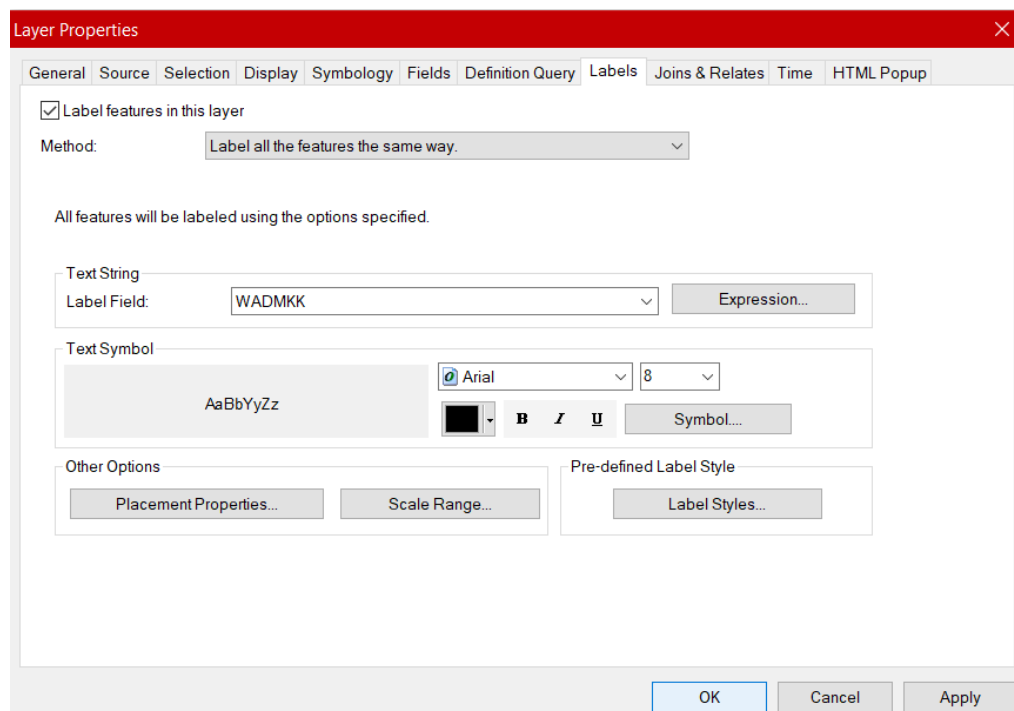 Layer Properties
General Source Selection Display Symbology Fields Definition Query Labels Joins & Relates Time HTML Popup
Label features in this layer
Method: Label all the features the same way.
All features will be labeled using the options specified.
Text String
Label Field: WADMKK Expression...
Text Symbol
AaBbYyZz
Arial 8
B I U Symbol....
Other Options
Placement Properties... Scale Range...
Pre-defined Label Style
Label Styles...
OK Cancel Apply